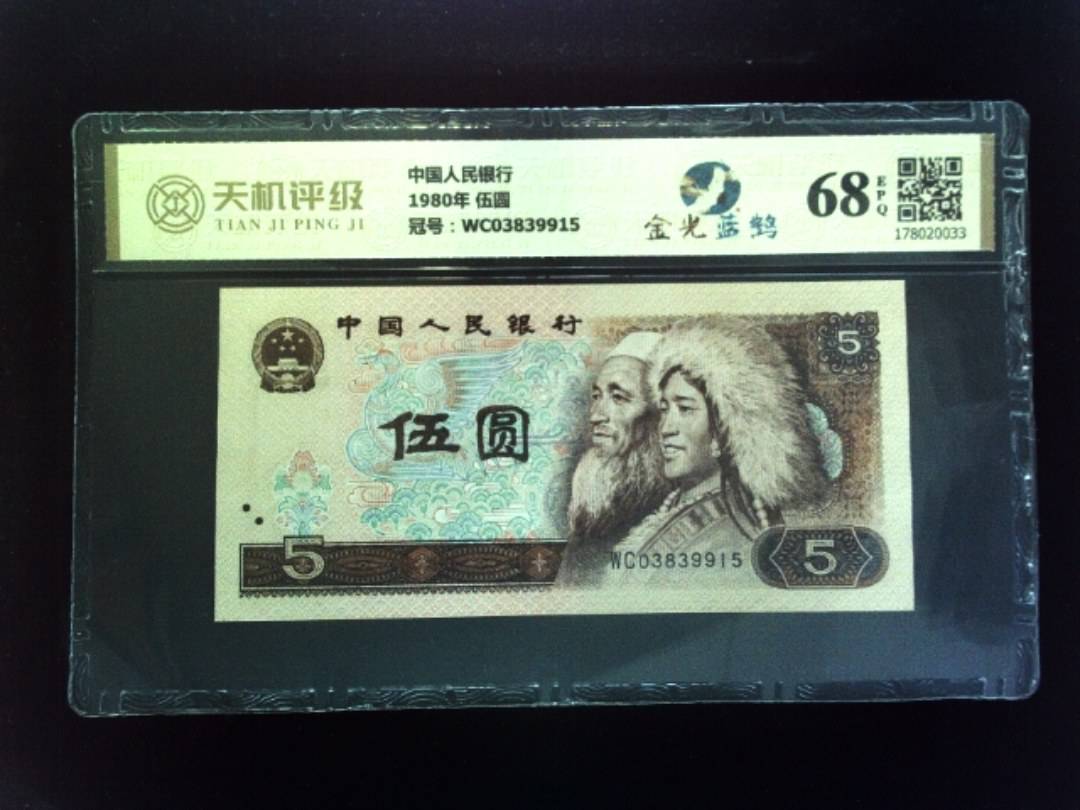 天机评级
TIAN JI PING JI
中国人民银行
1980年 伍圆
冠号：WC03839915
金光蓝鹤
68 EPQ
178020033
中国人民银行
5
伍圆
5
WC03839915
5